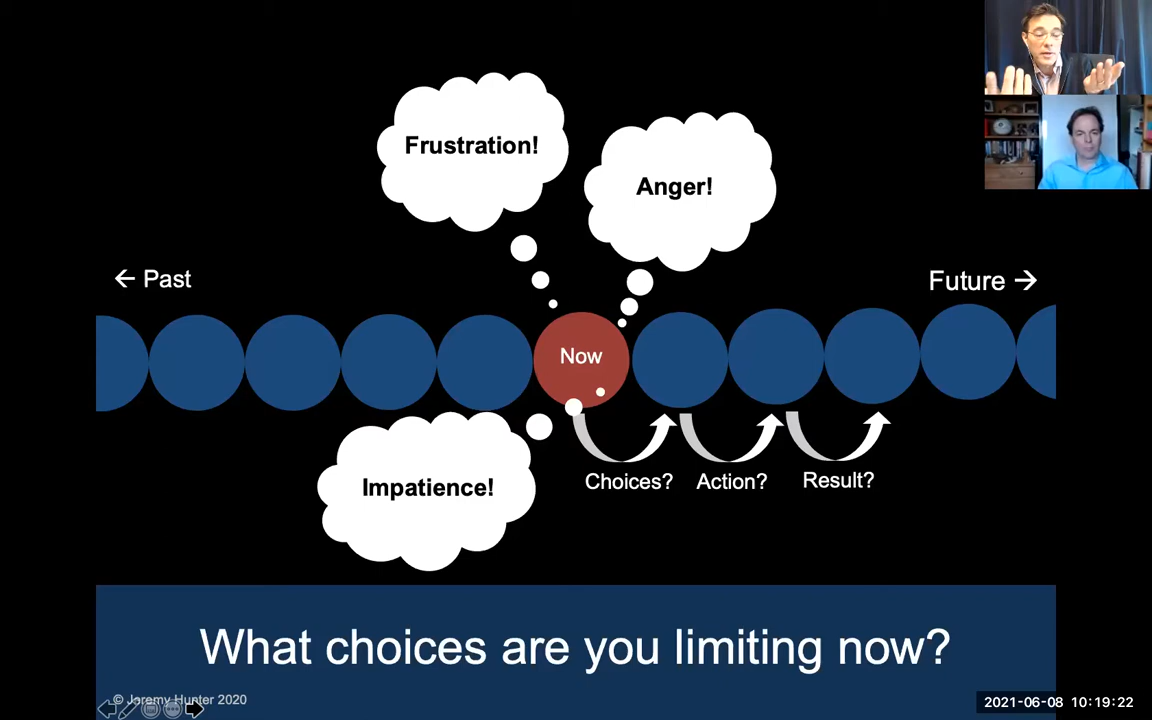 Frustration!
Anger!
← Past
Future →
Now
Impatience!
Choices?
Action?
Result?
What choices are you limiting now?
© Jeremy Hunter 2020
2021-06-08 10:19:22